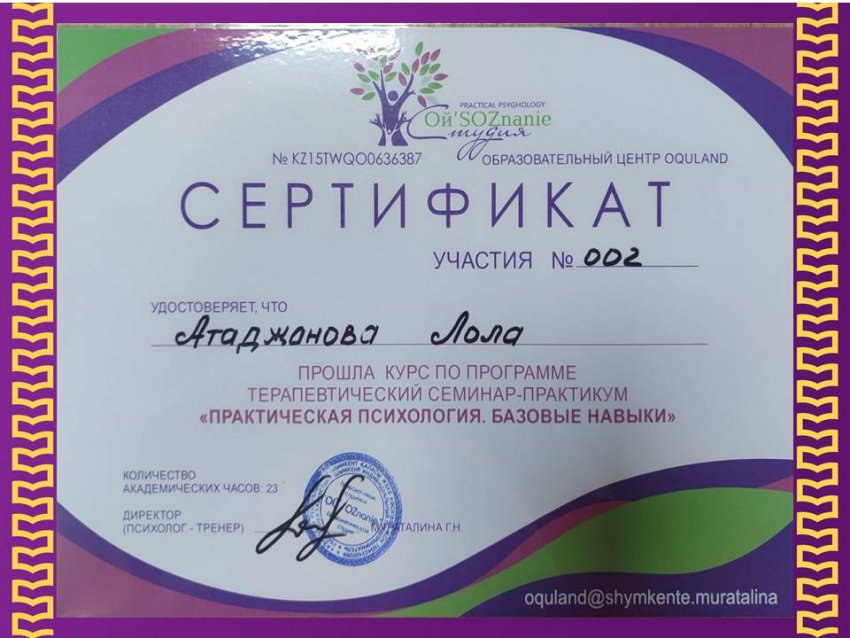 PRACTICAL PSYGHOLOGY
Ой'SOZnanie
Студия
№ KZ15TWQO0636387
ОБРАЗОВАТЕЛЬНЫЙ ЦЕНТР OQULAND
СЕРТИФИКАТ
УЧАСТИЯ № 002
УДОСТОВЕРЯЕТ, ЧТО
Атаджанова Лола
ПРОШЛА КУРС ПО ПРОГРАММЕ
ТЕРАПЕВТИЧЕСКИЙ СЕМИНАР-ПРАКТИКУМ
«ПРАКТИЧЕСКАЯ ПСИХОЛОГИЯ. БАЗОВЫЕ НАВЫКИ»
КОЛИЧЕСТВО
АКАДЕМИЧЕСКИХ ЧАСОВ: 23
ДИРЕКТОР
(ПСИХОЛОГ - ТРЕНЕР) МУРАТАЛИНА Г.Н.
oquland@shymkente.muratalina